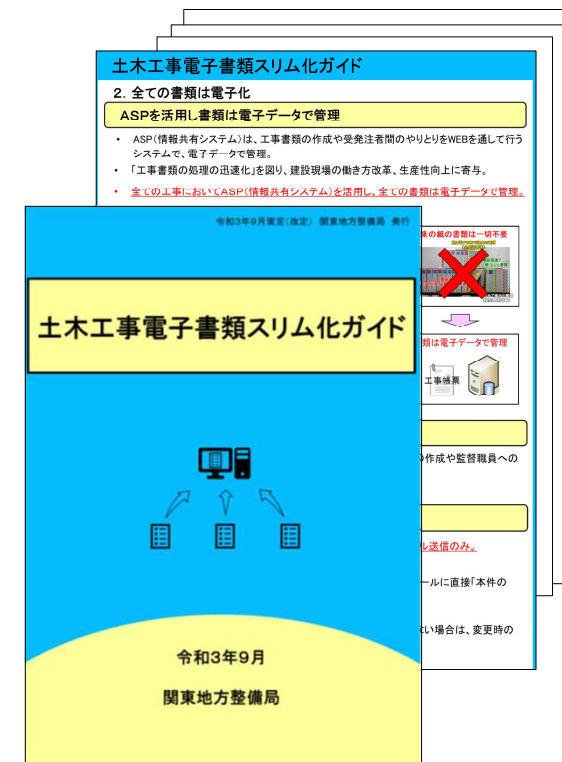 土木工事電子書類スリム化ガイド
2．全ての書類は電子化
ASPを活用し書類は電子データで管理
・ ASP（情報共有システム）は、工事書類の作成や受発注者間のやりとりをWEBを通して行う
システムで、電子データで管理。
・ 「工事書類の処理の迅速化」を図り、建設現場の働き方改革、生産性向上に寄与。
・ 全ての工事においてASP（情報共有システム）を活用し、全ての書類は電子データで管理。
来の紙の書類は一切不要
類は電子データで管理
工事帳票
作成や監督職員への
ル送信のみ。
ールに直接「本件の
い場合は、変更時の
令和3年9月策定（改定） 関東地方整備局 発行
土木工事電子書類スリム化ガイド
令和3年9月
関東地方整備局